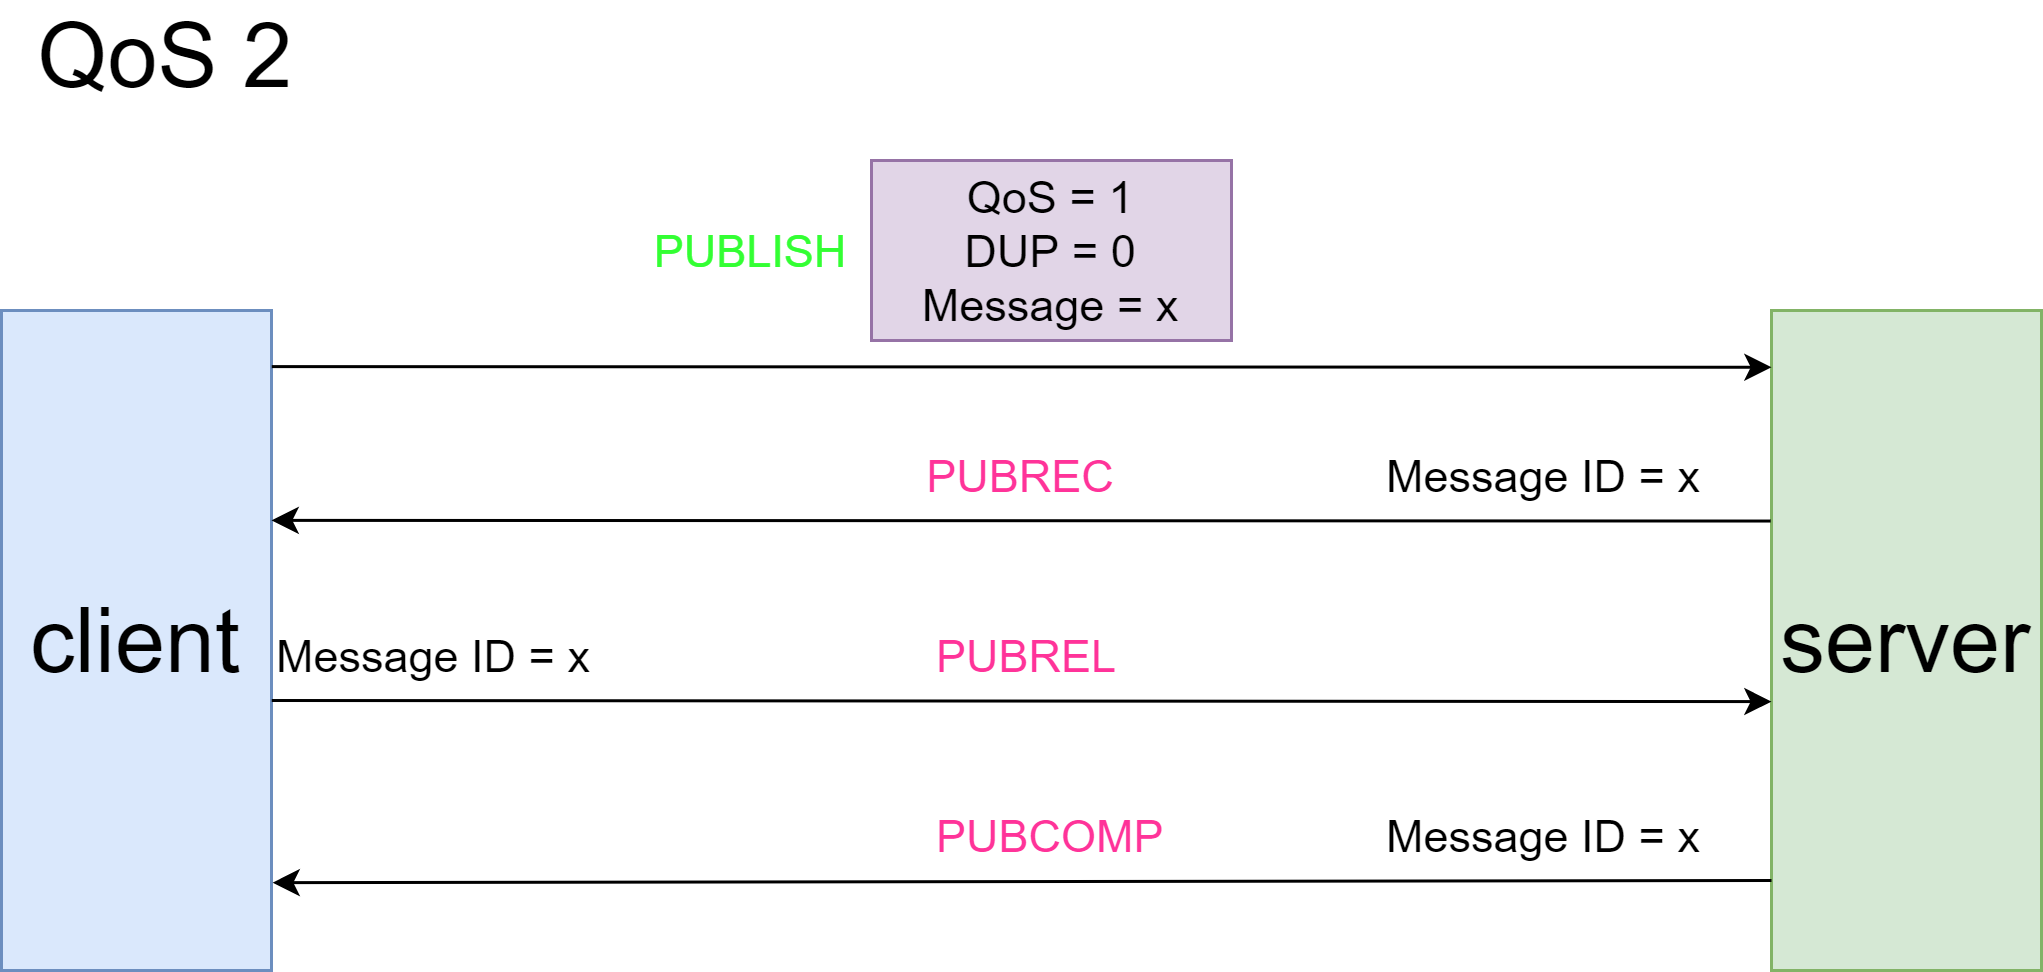 QoS 2
QoS = 1
PUBLISH
DUP = 0
Message = x
PUBREC
Message ID = x
client
Message ID = x
PUBREL
server
PUBCOMP
Message ID = x